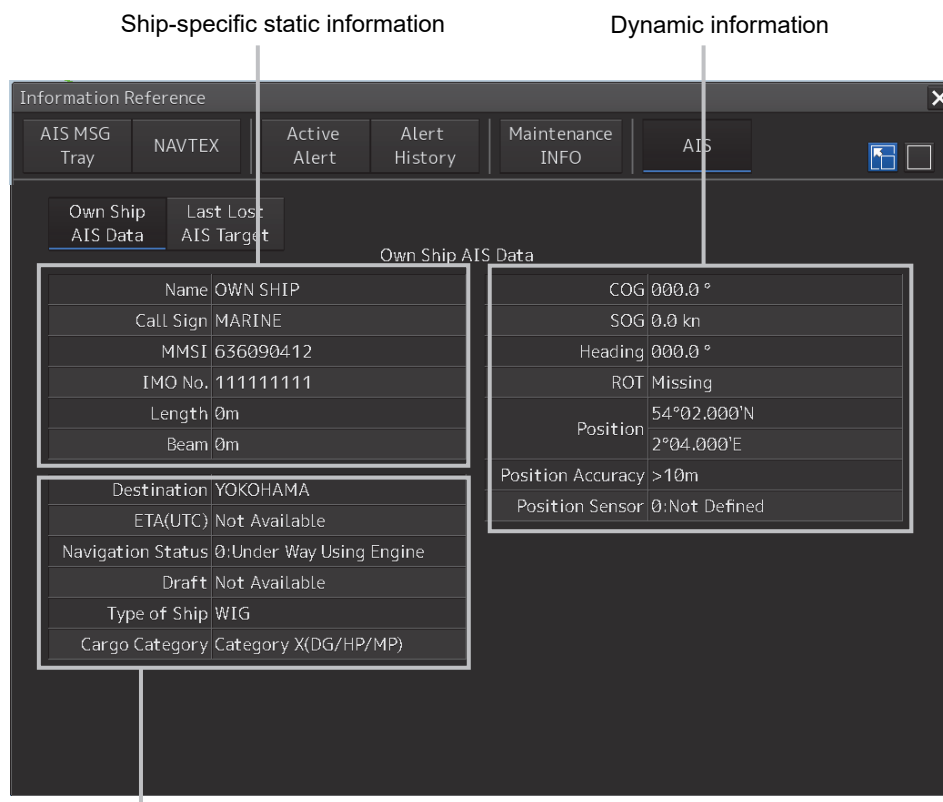 Ship-specific static information
Dynamic information
Information Reference
AIS MSG Tray
NAVTEX
Active Alert
Alert History
Maintenance INFO
AIS
Own Ship AIS Data
Last Lost AIS Target
Own Ship AIS Data
Name OWN SHIP
Call Sign MARINE
MMSI 636090412
IMO No. 111111111
Length 0m
Beam 0m
Destination YOKOHAMA
ETA(UTC) Not Available
Navigation Status 0:Under Way Using Engine
Draft Not Available
Type of Ship WIG
Cargo Category Category X(DG/HP/MP)
COG 000.0 °
SOG 0.0 kn
Heading 000.0 °
ROT Missing
Position 54°02.000'N
2°04.000'E
Position Accuracy >10m
Position Sensor 0:Not Defined